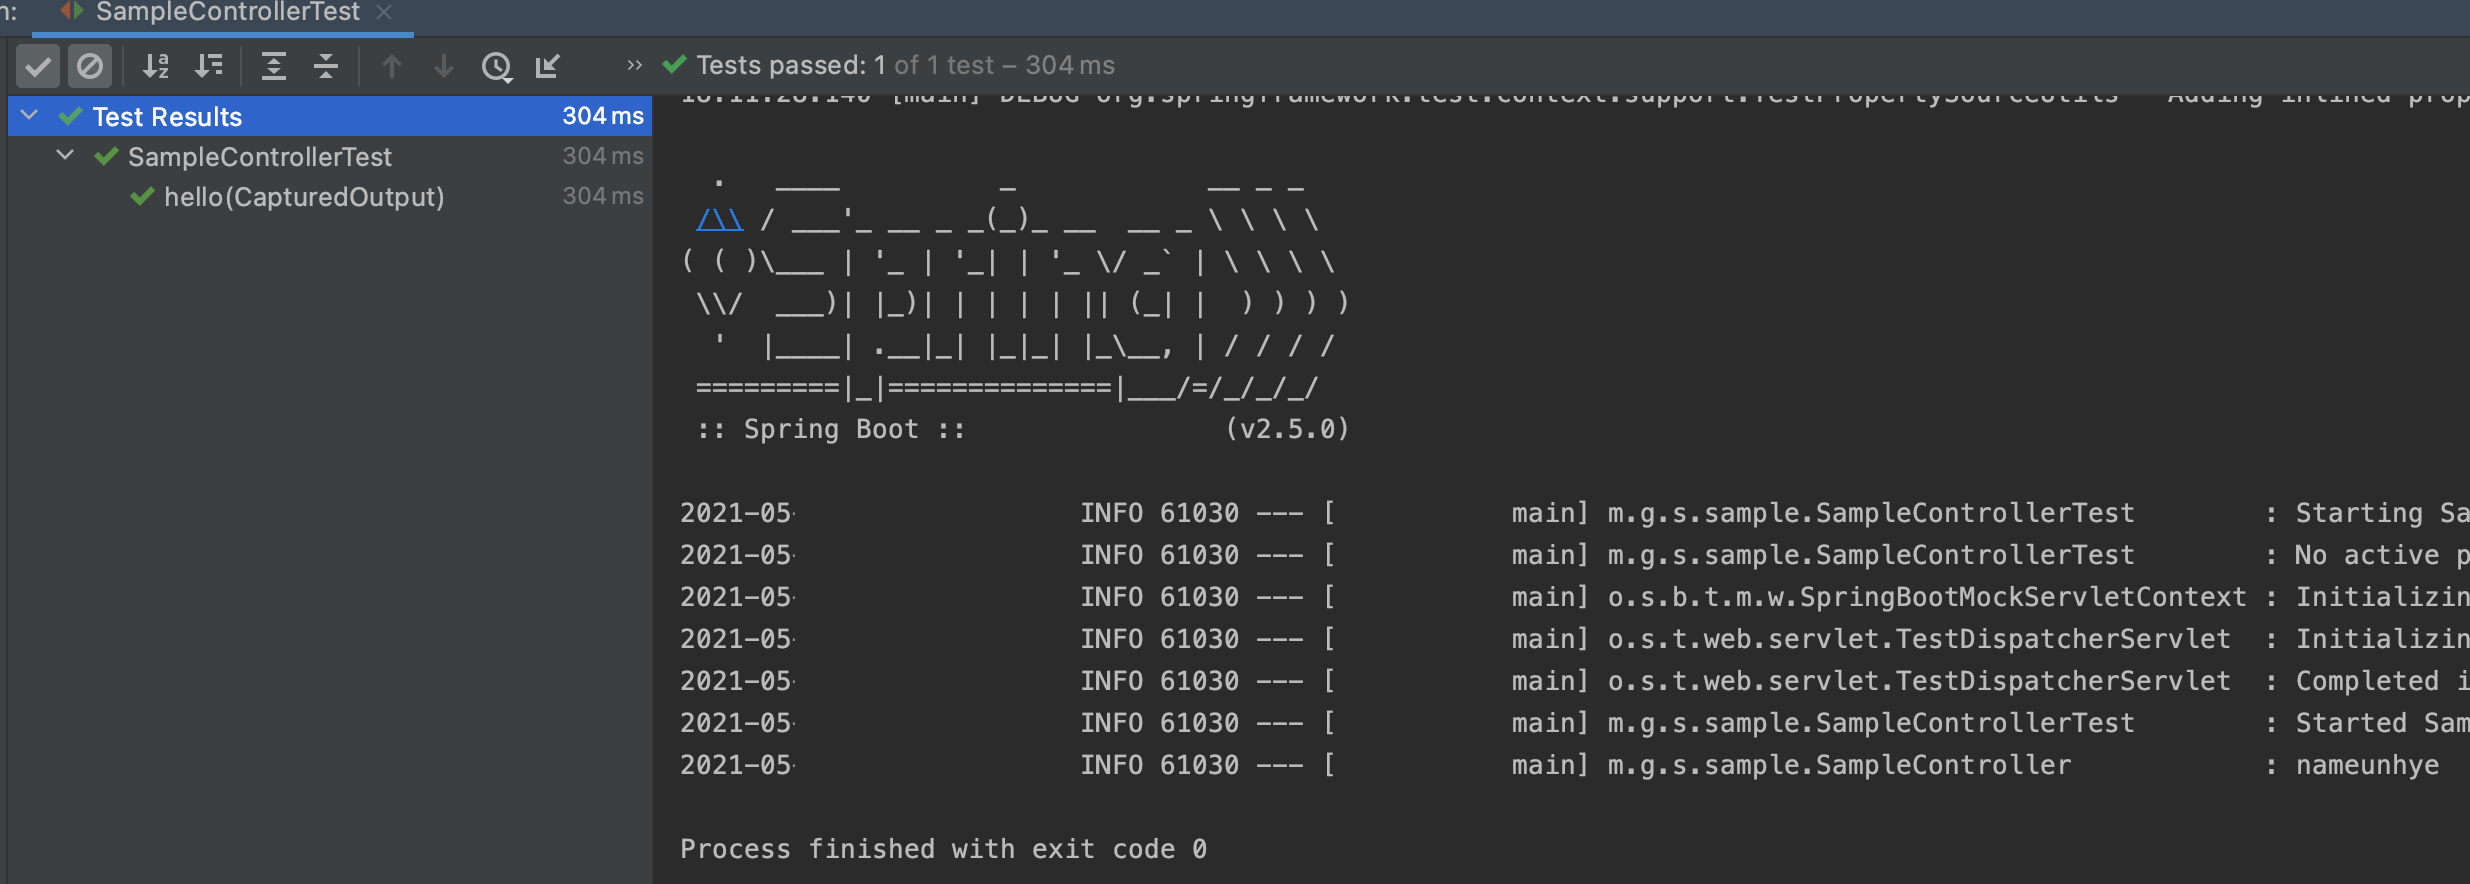 n:
SampleControllerTest
Tests passed: 1 of 1 test – 304 ms
Test Results 304 ms
SampleControllerTest 304 ms
hello(CapturedOutput) 304 ms
18:11:28.140 [main] DEBUG org.springframework.test.context.support.TestPropertySourceUtils - Adding inlined prop
  .   ____          _            __ _ _
 /\\ / ___'_ __ _ _(_)_ __  __ _ \ \ \ \
( ( )\___ | '_ | '_| | '_ \/ _` | \ \ \ \
 \\/  ___)| |_)| | | | | || (_| |  ) ) ) )
  '  |____| .__|_| |_|_| |_\__, | / / / /
 =========|_|==============|___/=/_/_/_/
 :: Spring Boot ::                (v2.5.0)
2021-05- INFO 61030 --- [           main] m.g.s.sample.SampleControllerTest        : Starting Sa
2021-05- INFO 61030 --- [           main] m.g.s.sample.SampleControllerTest        : No active p
2021-05- INFO 61030 --- [           main] o.s.b.t.m.w.SpringBootMockServletContext : Initializin
2021-05- INFO 61030 --- [           main] o.s.t.web.servlet.TestDispatcherServlet  : Initializin
2021-05- INFO 61030 --- [           main] o.s.t.web.servlet.TestDispatcherServlet  : Completed i
2021-05- INFO 61030 --- [           main] m.g.s.sample.SampleControllerTest        : Started Sam
2021-05- INFO 61030 --- [           main] m.g.s.sample.SampleController            : nameunhye
Process finished with exit code 0